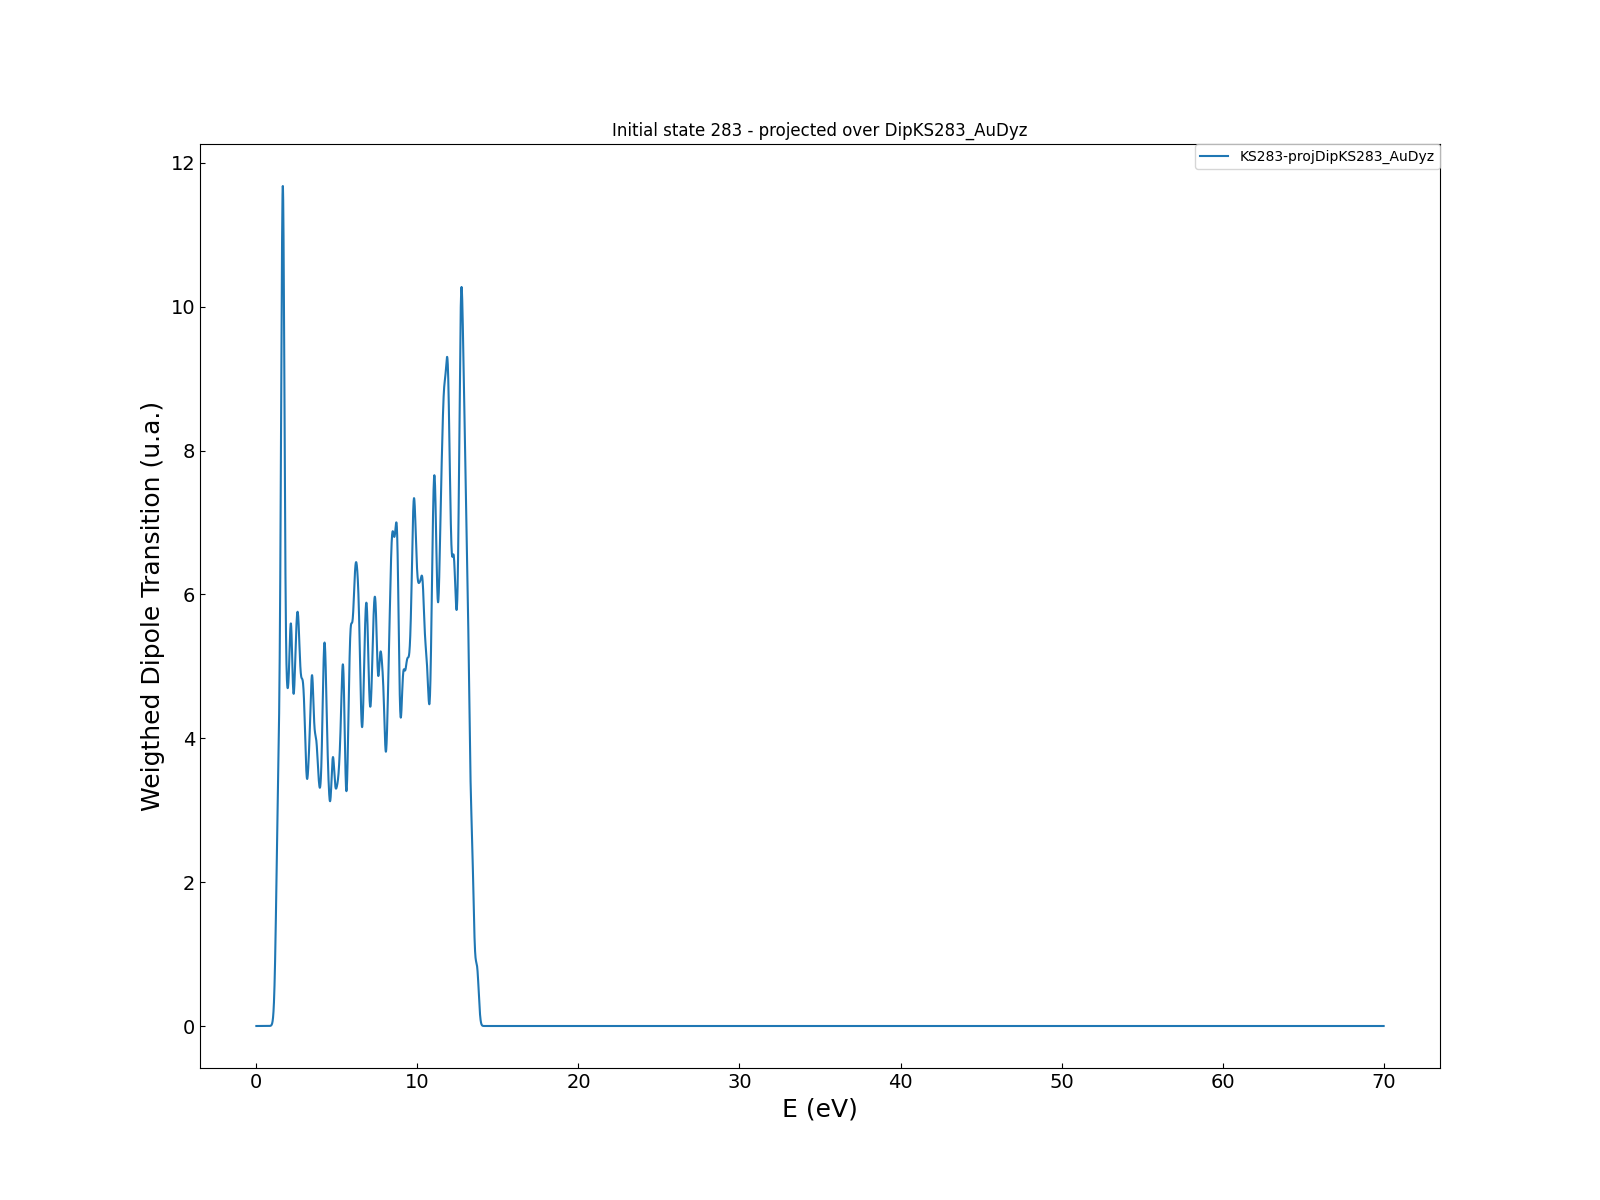 Initial state 283 - projected over DipKS283_AuDyz
KS283-projDipKS283_AuDyz
Weigthed Dipole Transition (u.a.)
12
10
8
6
4
2
0
0 10 20 30 40 50 60 70
E (eV)